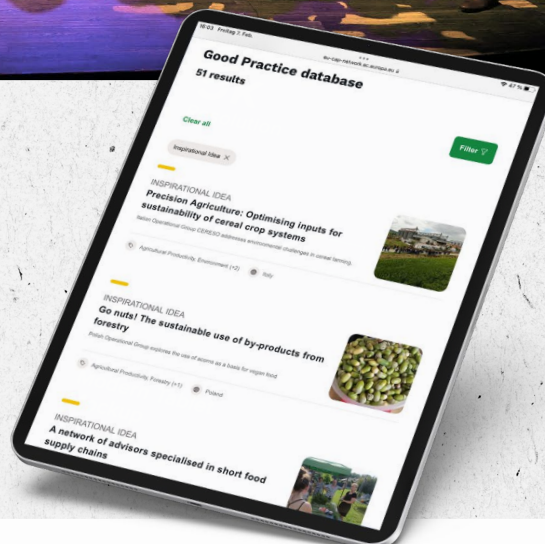 16:03 Freitag 7. Feb.
eu-cap-network.ec.europa.eu
47 %
Good Practice database
51 results
Clear all
Filter
Inspirational Idea ×
INSPIRATIONAL IDEA
Precision Agriculture: Optimising inputs for
sustainability of cereal crop systems
Italian Operational Group CERESO addresses environmental challenges in cereal farming.
Agricultural Productivity, Environment (+2) Italy
INSPIRATIONAL IDEA
Go nuts! The sustainable use of by-products from
forestry
Polish Operational Group explores the use of acorns as a basis for vegan food
Agricultural Productivity, Forestry (+1) Poland
INSPIRATIONAL IDEA
A network of advisors specialised in short food
supply chains